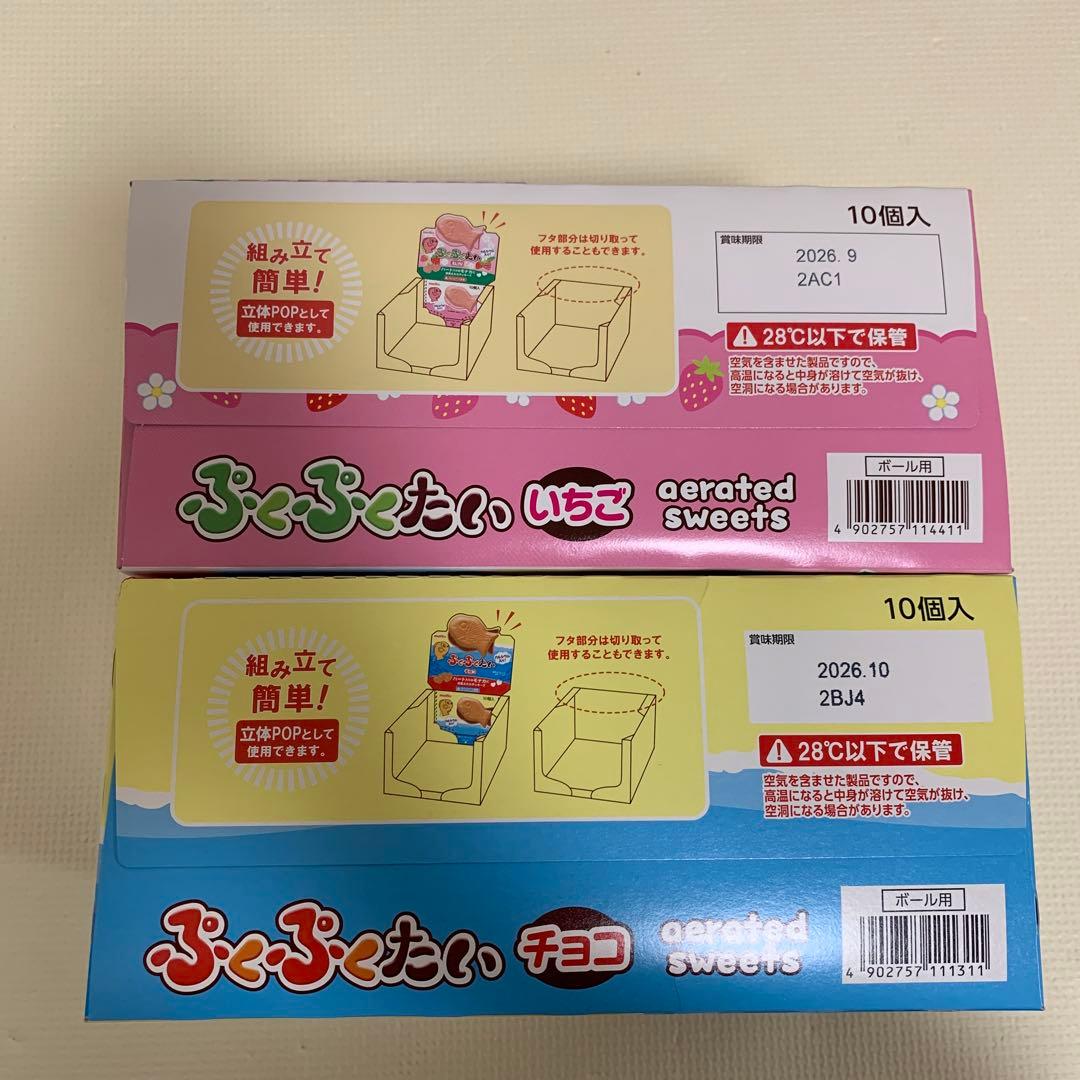 組み立て
簡単!
立体POPとして
使用できます。
ぷくぷくたい
フタ部分は切り取って
使用することもできます。
10個入
賞味期限
2026. 9
2AC1
28℃以下で保管
空気を含ませた製品ですので、
高温になると中身が溶けて空気が抜け、
空洞になる場合があります。
ぷくぷくたい いちご aerated
sweets
ボール用
4 902757 114411
組み立て
簡単!
立体POPとして
使用できます。
ぷくぷくたい
フタ部分は切り取って
使用することもできます。
10個入
賞味期限
2026.10
2BJ4
28℃以下で保管
空気を含ませた製品ですので、
高温になると中身が溶けて空気が抜け、
空洞になる場合があります。
ぷくぷくたい チョコ aerated
sweets
ボール用
4 902757 111311